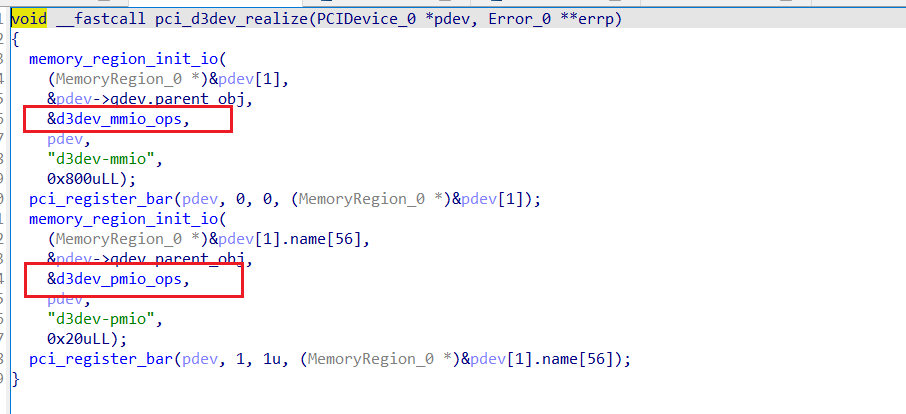 void __fastcall pci_d3dev_realize(PCIDevice_0 *pdev, Error_0 **errp)
{
memory_region_init_io(
(MemoryRegion_0 *)&pdev[1],
&pdev->qdev.parent_obj,
&d3dev_mmio_ops,
pdev,
"d3dev-mmio",
0x800uLL);
pci_register_bar(pdev, 0, 0, (MemoryRegion_0 *)&pdev[1]);
memory_region_init_io(
(MemoryRegion_0 *)&pdev[1].name[56],
&pdev->qdev.parent_obj,
&d3dev_pmio_ops,
pdev,
"d3dev-pmio",
0x20uLL);
pci_register_bar(pdev, 1, 1u, (MemoryRegion_0 *)&pdev[1].name[56]);
}